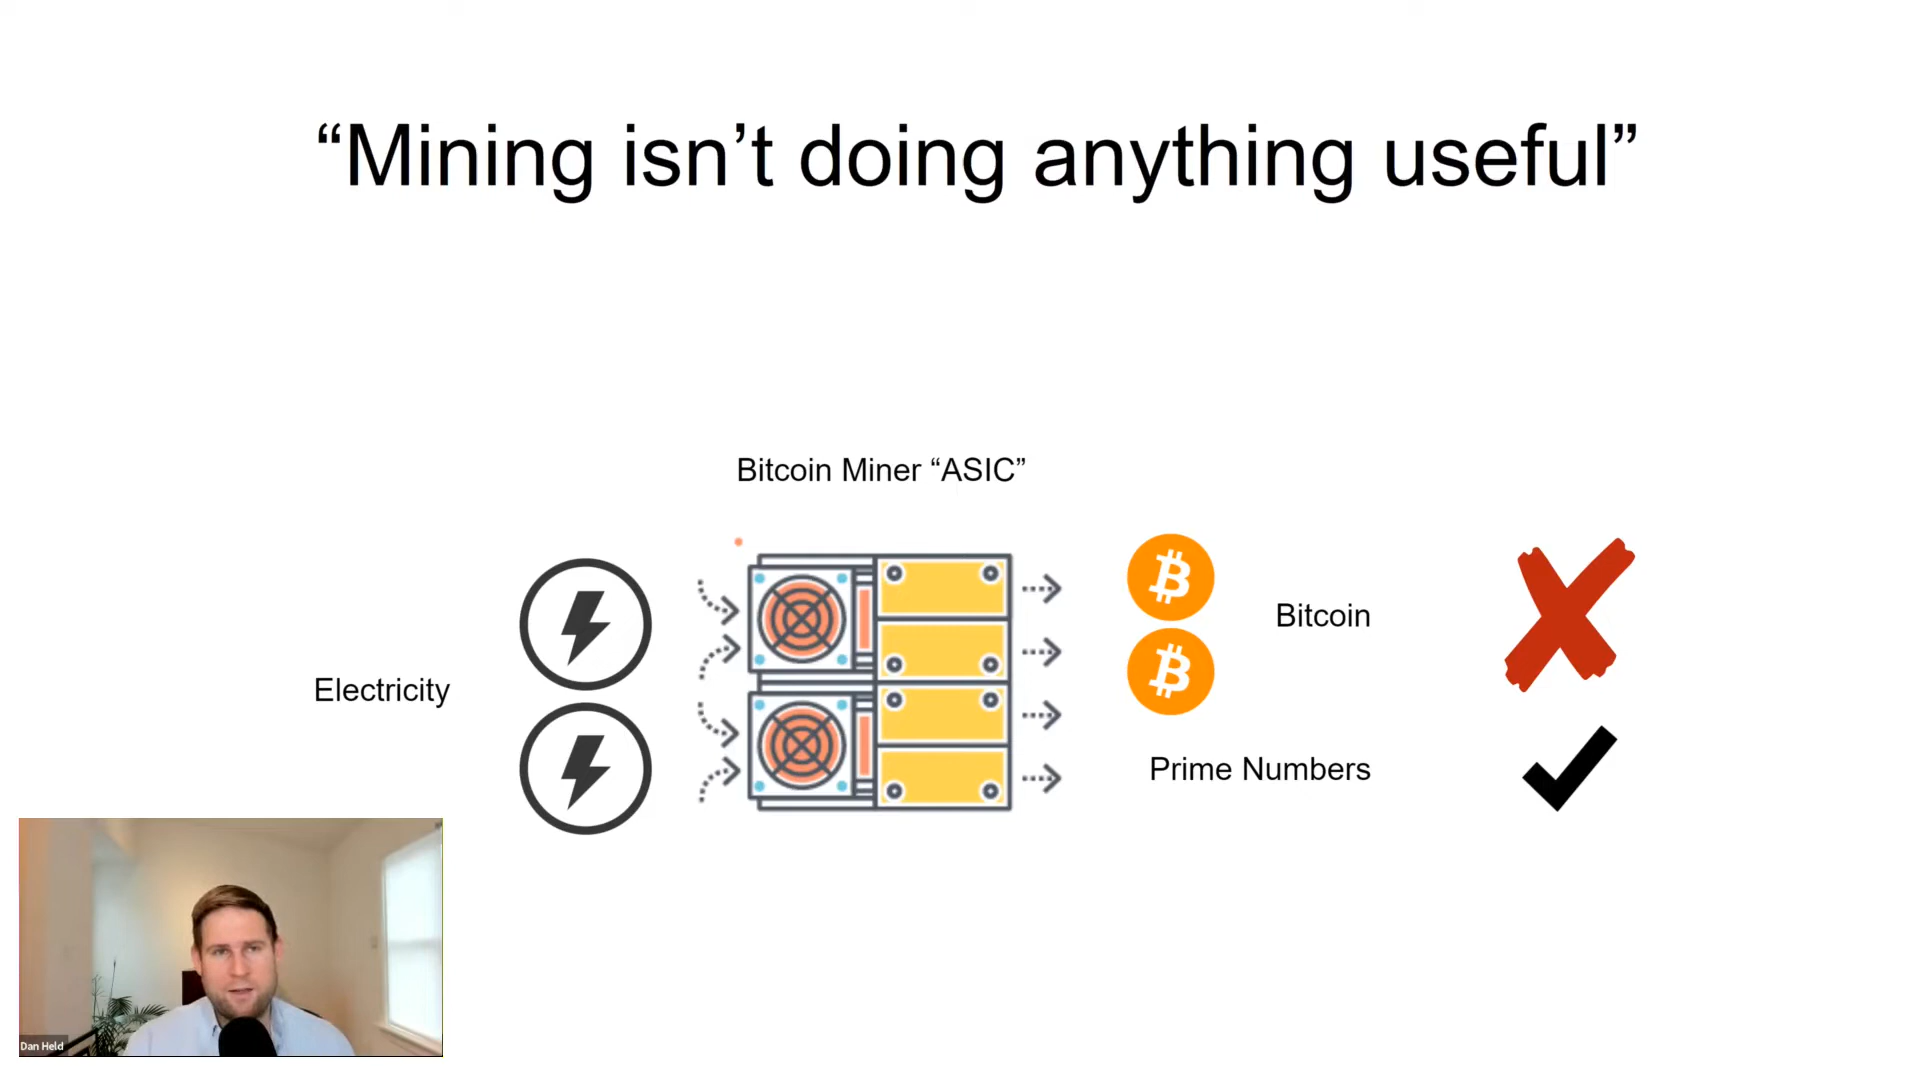 “Mining isn’t doing anything useful”
Bitcoin Miner “ASIC”
Electricity
Bitcoin
Prime Numbers
Dan Held